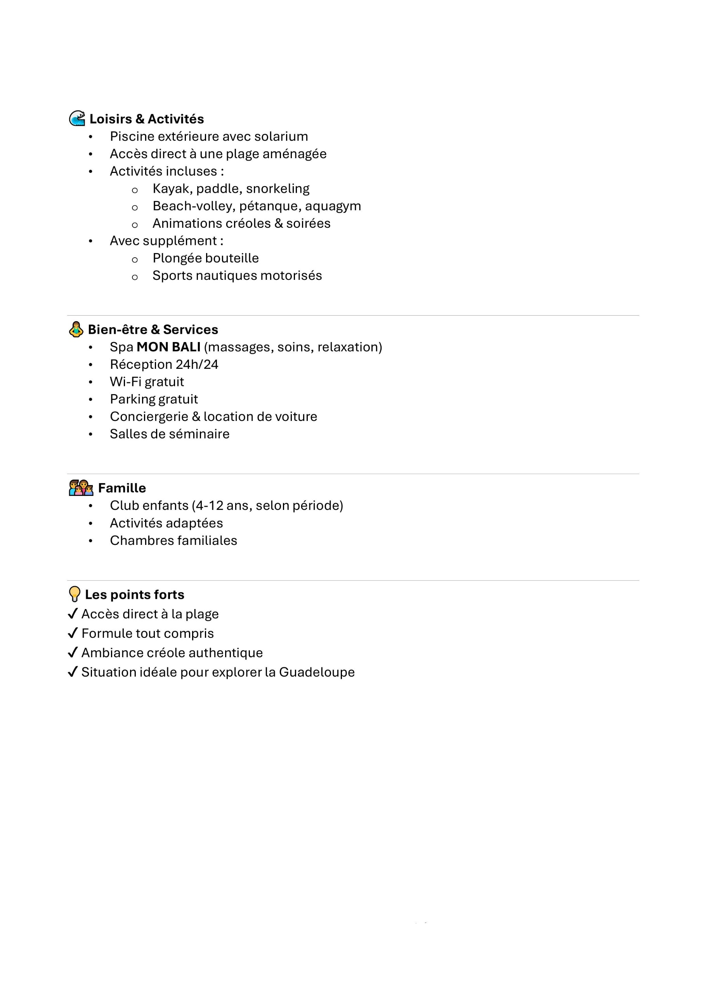 🌊 Loisirs & Activités
• Piscine extérieure avec solarium
• Accès direct à une plage aménagée
• Activités incluses :
o Kayak, paddle, snorkeling
o Beach-volley, pétanque, aquagym
o Animations créoles & soirées
• Avec supplément :
o Plongée bouteille
o Sports nautiques motorisés
🧘 Bien-être & Services
• Spa MON BALI (massages, soins, relaxation)
• Réception 24h/24
• Wi-Fi gratuit
• Parking gratuit
• Conciergerie & location de voiture
• Salles de séminaire
👨‍👩‍👧‍👦 Famille
• Club enfants (4-12 ans, selon période)
• Activités adaptées
• Chambres familiales
💡 Les points forts
✔ Accès direct à la plage
✔ Formule tout compris
✔ Ambiance créole authentique
✔ Situation idéale pour explorer la Guadeloupe